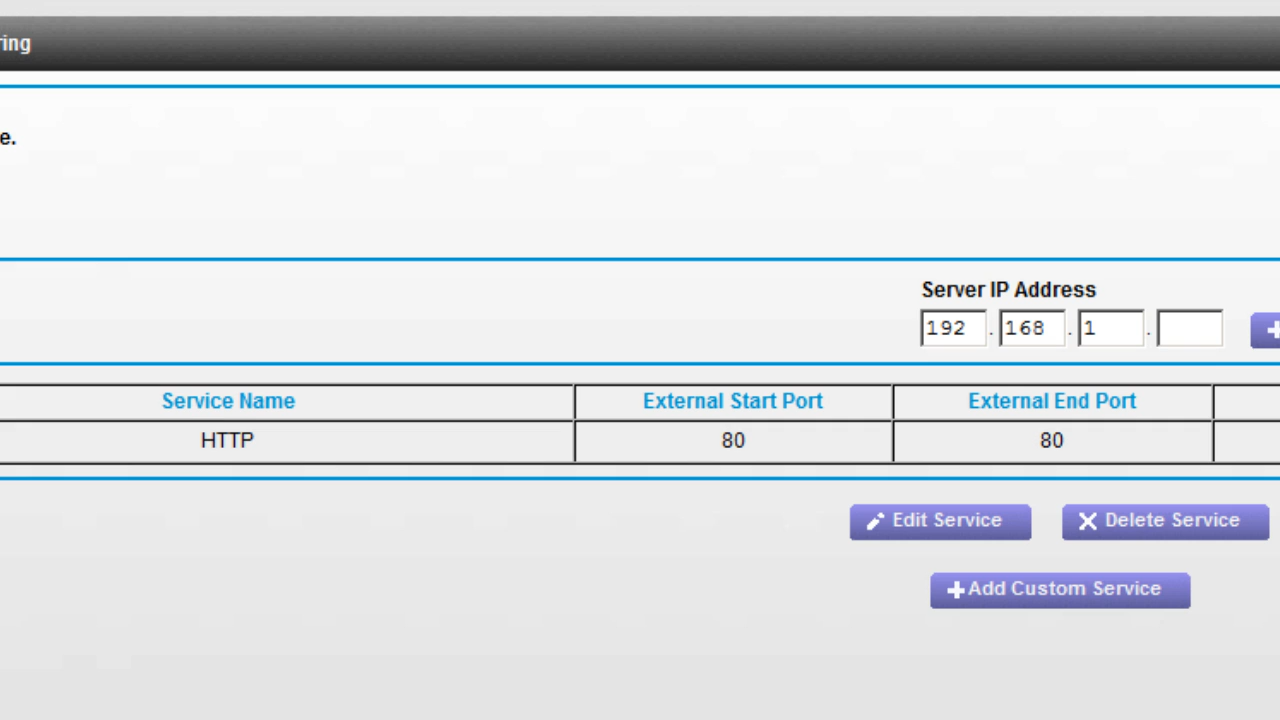 ring
e.
Server IP Address
192 . 168 . 1 .
Service Name External Start Port External End Port
HTTP 80 80
Edit Service Delete Service
Add Custom Service